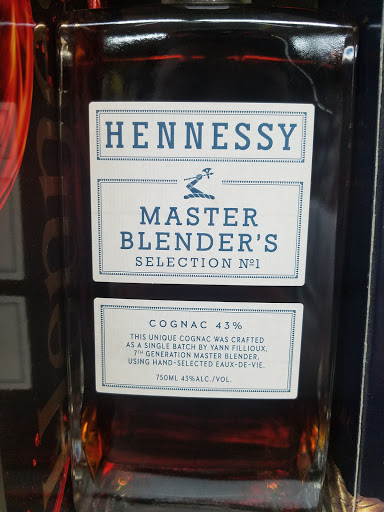 HENNESSY
MASTER
BLENDER'S
SELECTION Nº1
COGNAC 43%
THIS UNIQUE COGNAC WAS CRAFTED
AS A SINGLE BATCH BY YANN FILLIOUX,
7TH GENERATION MASTER BLENDER,
USING HAND-SELECTED EAUX-DE-VIE.
750ML 43%ALC./VOL.